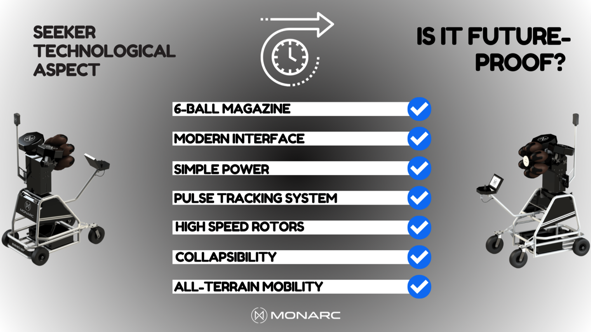 SEEKER
TECHNOLOGICAL
ASPECT
IS IT FUTURE-
PROOF?
6-BALL MAGAZINE
MODERN INTERFACE
SIMPLE POWER
PULSE TRACKING SYSTEM
HIGH SPEED ROTORS
COLLAPSIBILITY
ALL-TERRAIN MOBILITY
MONARC